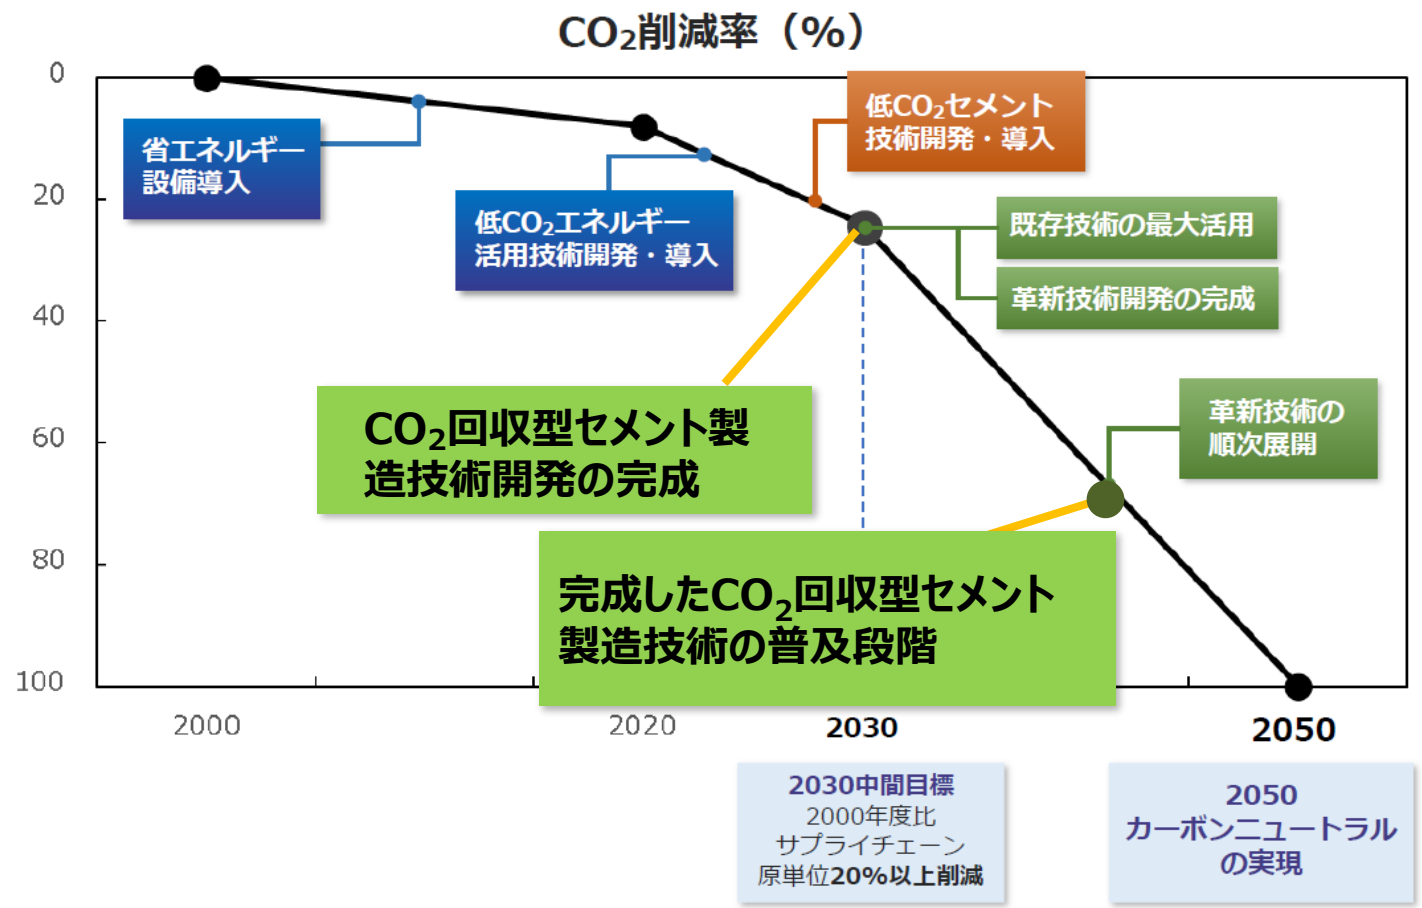 CO₂削減率（%）
0
20
40
60
80
100
省エネルギー
設備導入
低CO₂エネルギー
活用技術開発・導入
低CO₂セメント
技術開発・導入
既存技術の最大活用
革新技術開発の完成
CO₂回収型セメント製
造技術開発の完成
革新技術の
順次展開
完成したCO₂回収型セメント
製造技術の普及段階
2000
2020
2030
2050
2030中間目標
2000年度比
サプライチェーン
原単位20%以上削減
2050
カーボンニュートラル
の実現